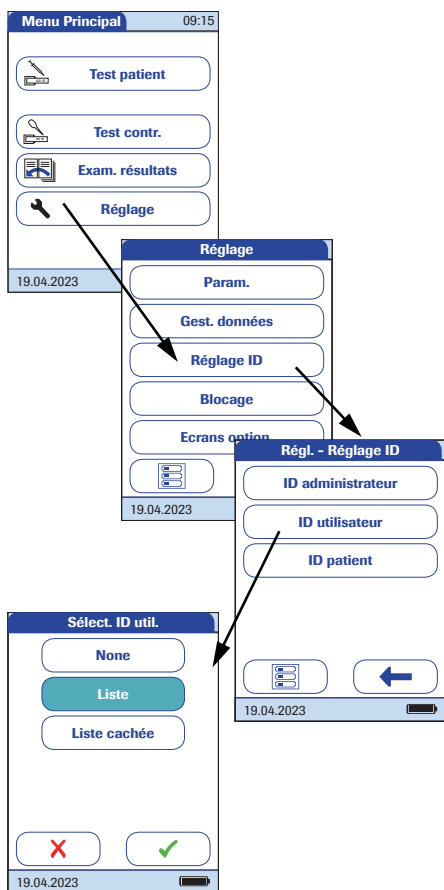 Menu Principal 09:15
Test patient
Test contr.
Exam. résultats
Réglage
19.04.2023
Réglage
Param.
Gest. données
Réglage ID
Blocage
Ecrans option
19.04.2023
Régl. - Réglage ID
ID administrateur
ID utilisateur
ID patient
19.04.2023
Sélect. ID util.
None
Liste
Liste cachée
19.04.2023